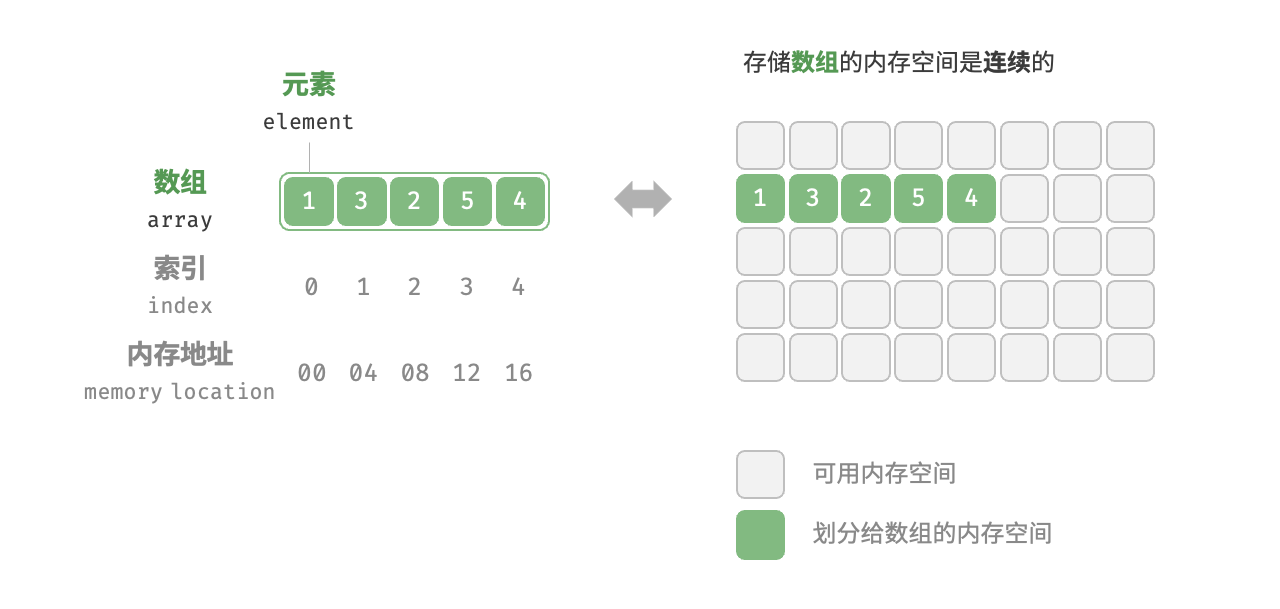 元素
element
数组
array
1 3 2 5 4
索引
index
0 1 2 3 4
内存地址
memory location
00 04 08 12 16
存储数组的内存空间是连续的
1 3 2 5 4
可用内存空间
划分给数组的内存空间